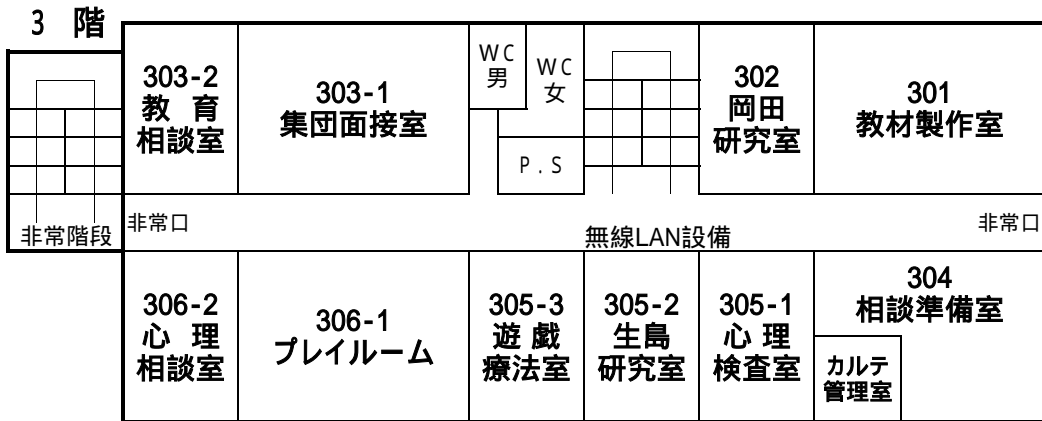 3 階
303-2
教 育
相談室
303-1
集団面接室
WC
男
WC
女
P.S
302
岡田
研究室
301
教材製作室
非常階段
非常口
無線LAN設備
非常口
306-2
心 理
相談室
306-1
プレイルーム
305-3
遊 戯
療法室
305-2
生島
研究室
305-1
心 理
検査室
304
相談準備室
カルテ
管理室